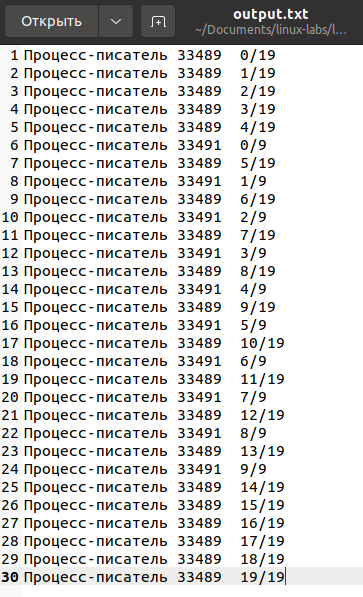 Открыть
output.txt
~/Documents/linux-labs/l...
1 Процесс-писатель 33489 0/19
2 Процесс-писатель 33489 1/19
3 Процесс-писатель 33489 2/19
4 Процесс-писатель 33489 3/19
5 Процесс-писатель 33489 4/19
6 Процесс-писатель 33491 0/9
7 Процесс-писатель 33489 5/19
8 Процесс-писатель 33491 1/9
9 Процесс-писатель 33489 6/19
10 Процесс-писатель 33491 2/9
11 Процесс-писатель 33489 7/19
12 Процесс-писатель 33491 3/9
13 Процесс-писатель 33489 8/19
14 Процесс-писатель 33491 4/9
15 Процесс-писатель 33489 9/19
16 Процесс-писатель 33491 5/9
17 Процесс-писатель 33489 10/19
18 Процесс-писатель 33491 6/9
19 Процесс-писатель 33489 11/19
20 Процесс-писатель 33491 7/9
21 Процесс-писатель 33489 12/19
22 Процесс-писатель 33491 8/9
23 Процесс-писатель 33489 13/19
24 Процесс-писатель 33491 9/9
25 Процесс-писатель 33489 14/19
26 Процесс-писатель 33489 15/19
27 Процесс-писатель 33489 16/19
28 Процесс-писатель 33489 17/19
29 Процесс-писатель 33489 18/19
30 Процесс-писатель 33489 19/19